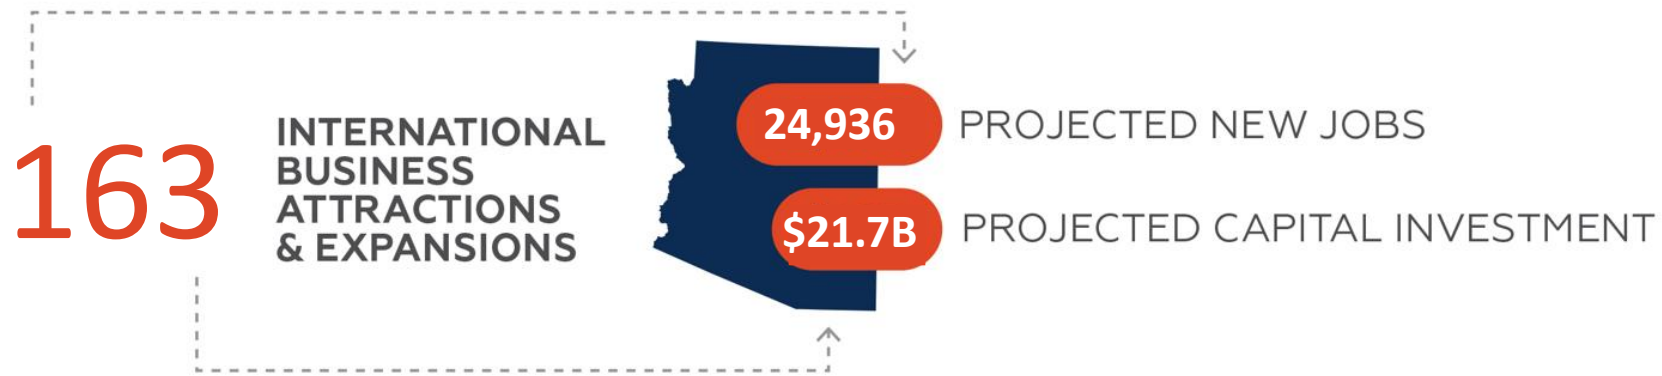 163
INTERNATIONAL
BUSINESS
ATTRACTIONS
& EXPANSIONS
24,936 PROJECTED NEW JOBS
$21.7B PROJECTED CAPITAL INVESTMENT